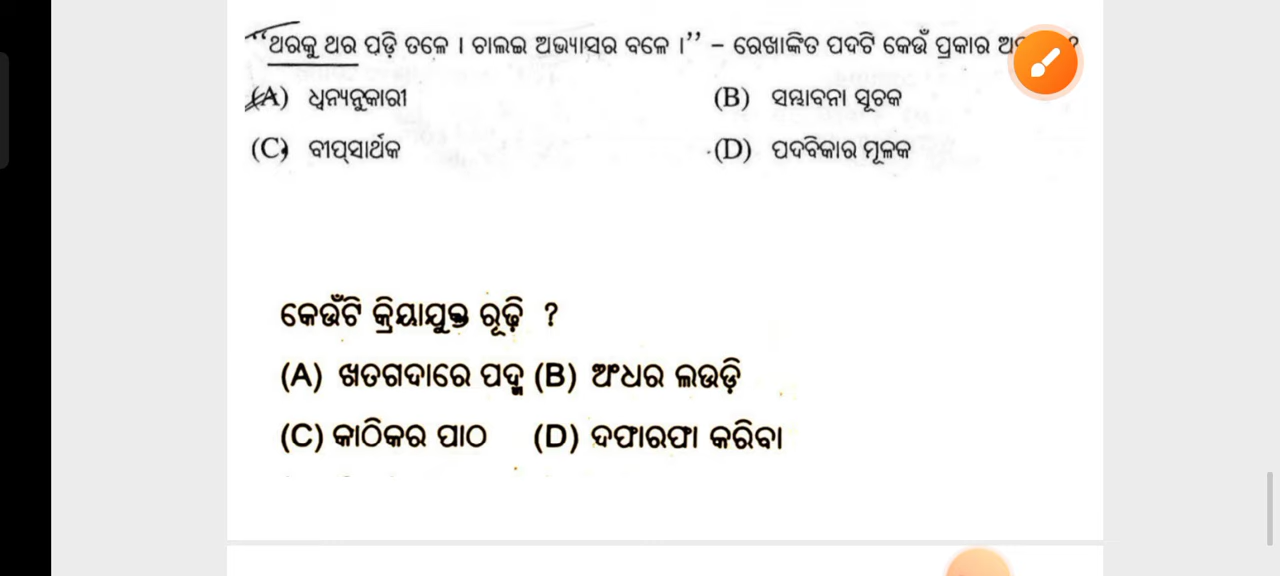 ‘‘ଥରକୁ ଥର ପଡ଼ି ତଳେ । ଚାଲଇ ଅଭ୍ୟାସର ବଳେ ।’’ – ରେଖାଙ୍କିତ ପଦଟି କେଉଁ ପ୍ରକାର ?
(A) ଧ୍ୱନ୍ୟନୁକାରୀ (B) ସମ୍ଭାବନା ସୂଚକ
(C) ବୀପ୍‌ସାର୍ଥକ (D) ପଦବିକାର ମୂଳକ
କେଉଁଟି କ୍ରିୟାଯୁକ୍ତ ରୂଢ଼ି ?
(A) ଖତଗଦାରେ ପଦ୍ମ (B) ଅଂଧର ଲଉଡ଼ି
(C) କାଠିକର ପାଠ (D) ଦଫାରଫା କରିବା